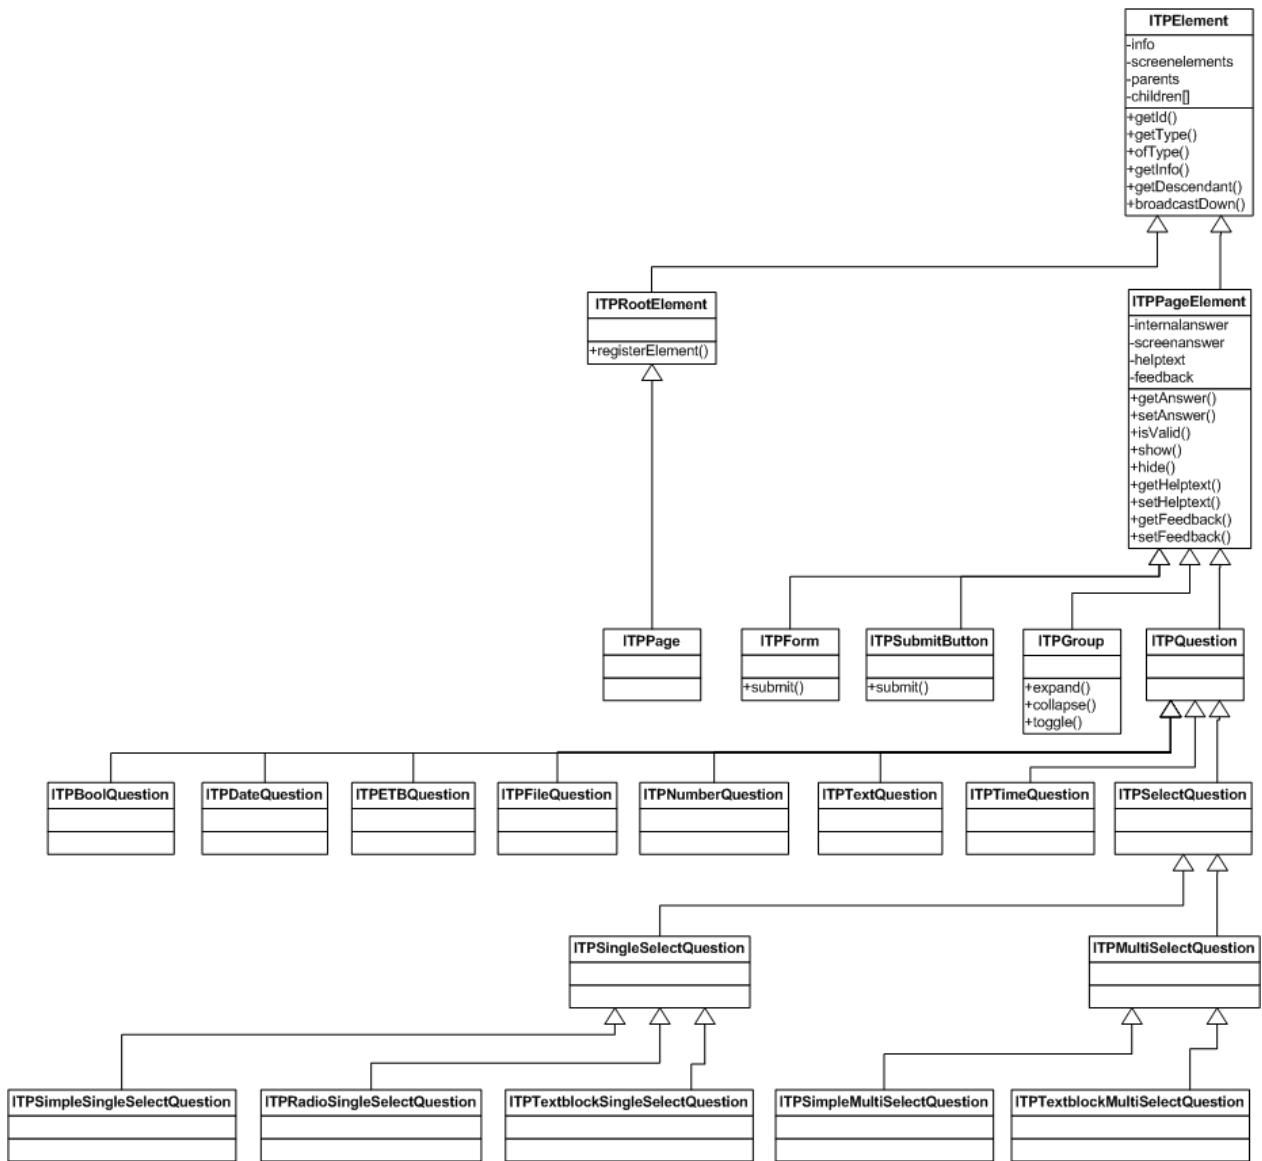 ITPElement
-info
-screenelements
-parents
-children[]
+getId()
+getType()
+ofType()
+getInfo()
+getDescendant()
+broadcastDown()
ITPRootElement
+registerElement()
ITPPageElement
-internalanswer
-screenanswer
-helptext
-feedback
+getAnswer()
+setAnswer()
+isValid()
+show()
+hide()
+getHelptext()
+setHelptext()
+getFeedback()
+setFeedback()
ITPPage
ITPForm
+submit()
ITPSubmitButton
+submit()
ITPGroup
+expand()
+collapse()
+toggle()
ITPQuestion
ITPBoolQuestion
ITPDateQuestion
ITPETBQuestion
ITPFileQuestion
ITPNumberQuestion
ITPTextQuestion
ITPTimeQuestion
ITPSelectQuestion
ITPSingleSelectQuestion
ITPMultiSelectQuestion
ITPSimpleSingleSelectQuestion
ITPRadioSingleSelectQuestion
ITPTextblockSingleSelectQuestion
ITPSimpleMultiSelectQuestion
ITPTextblockMultiSelectQuestion